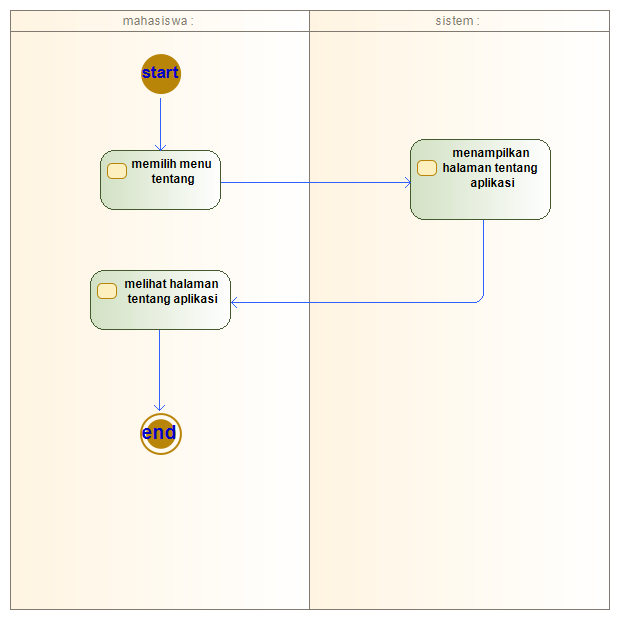 mahasiswa :
sistem :
start
memilih menu
tentang
menampilkan
halaman tentang
aplikasi
melihat halaman
tentang aplikasi
end